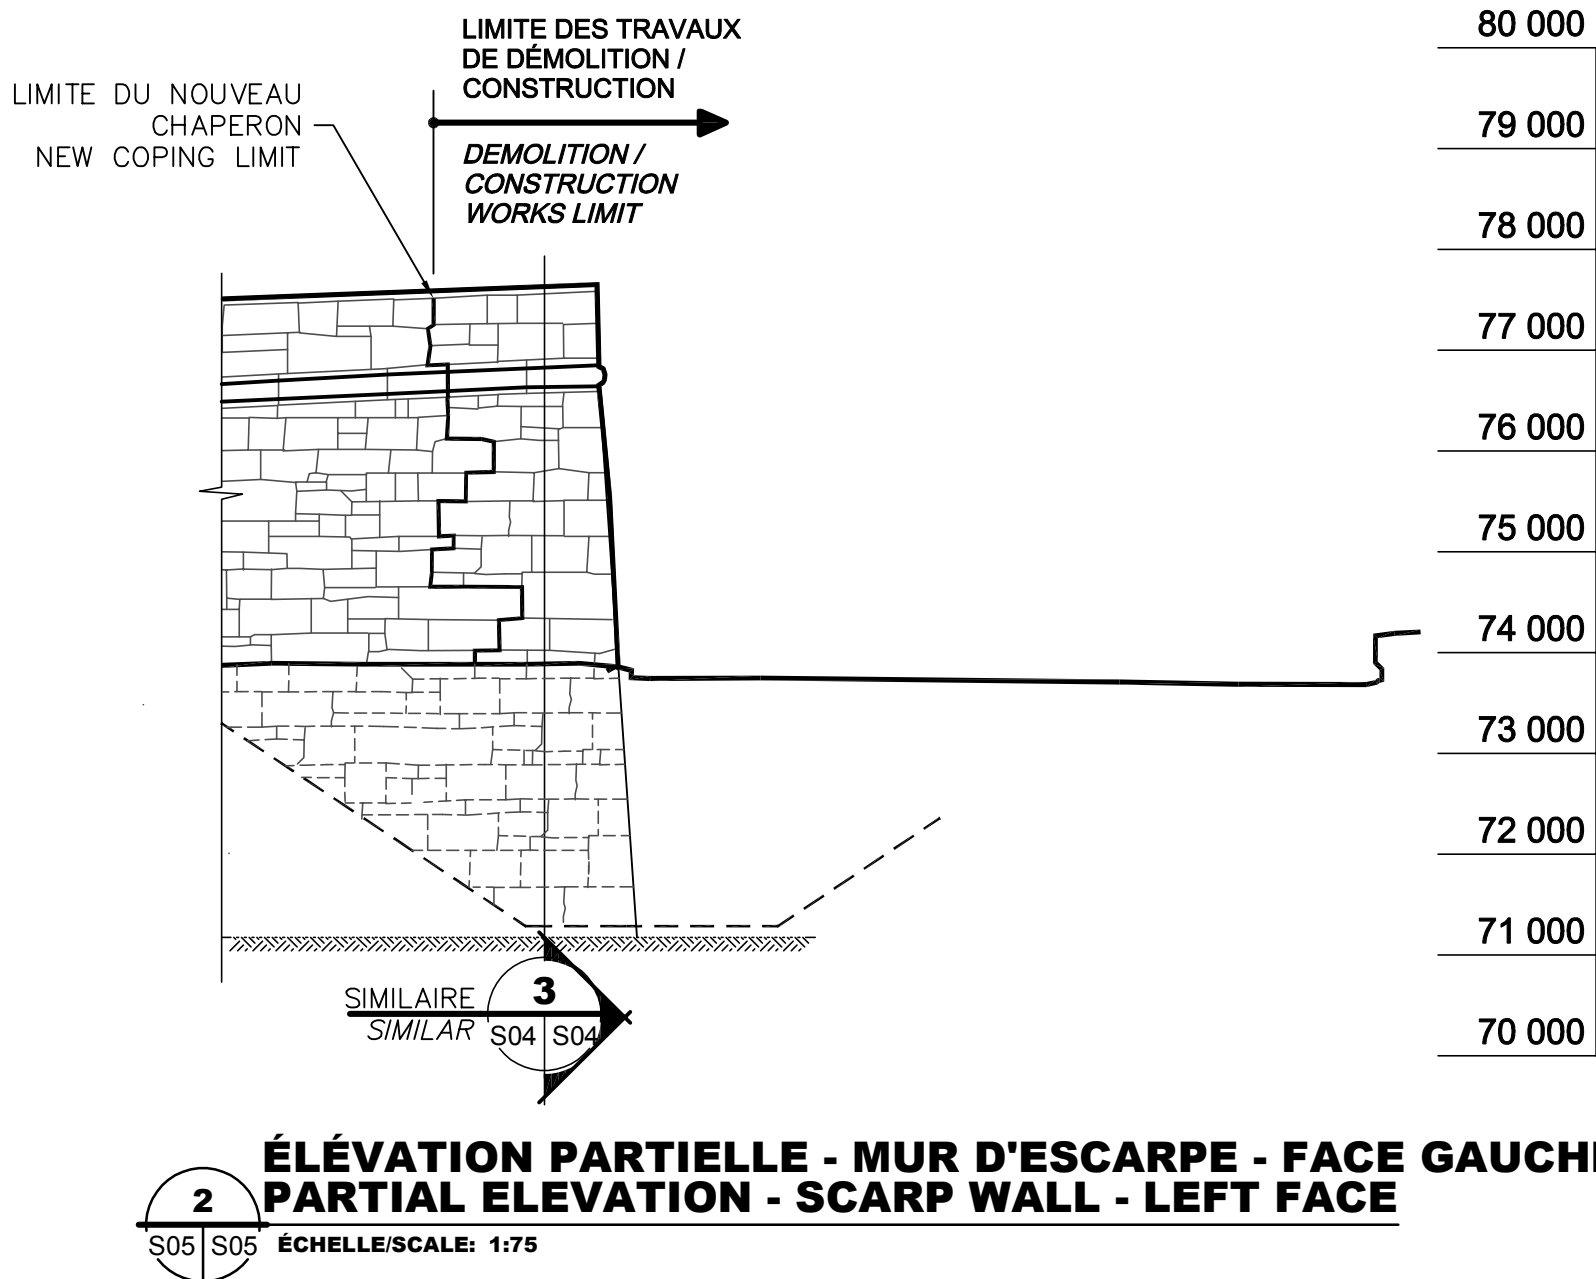 LIMITE DES TRAVAUX
DE DÉMOLITION /
CONSTRUCTION
DEMOLITION /
CONSTRUCTION
WORKS LIMIT
LIMITE DU NOUVEAU
CHAPERON
NEW COPING LIMIT
80 000
79 000
78 000
77 000
76 000
75 000
74 000
73 000
72 000
71 000
70 000
SIMILAIRE
SIMILAR
3
S04 S04
ÉLÉVATION PARTIELLE - MUR D'ESCARPE - FACE GAUCH
PARTIAL ELEVATION - SCARP WALL - LEFT FACE
2
S05 S05
ÉCHELLE/SCALE: 1:75